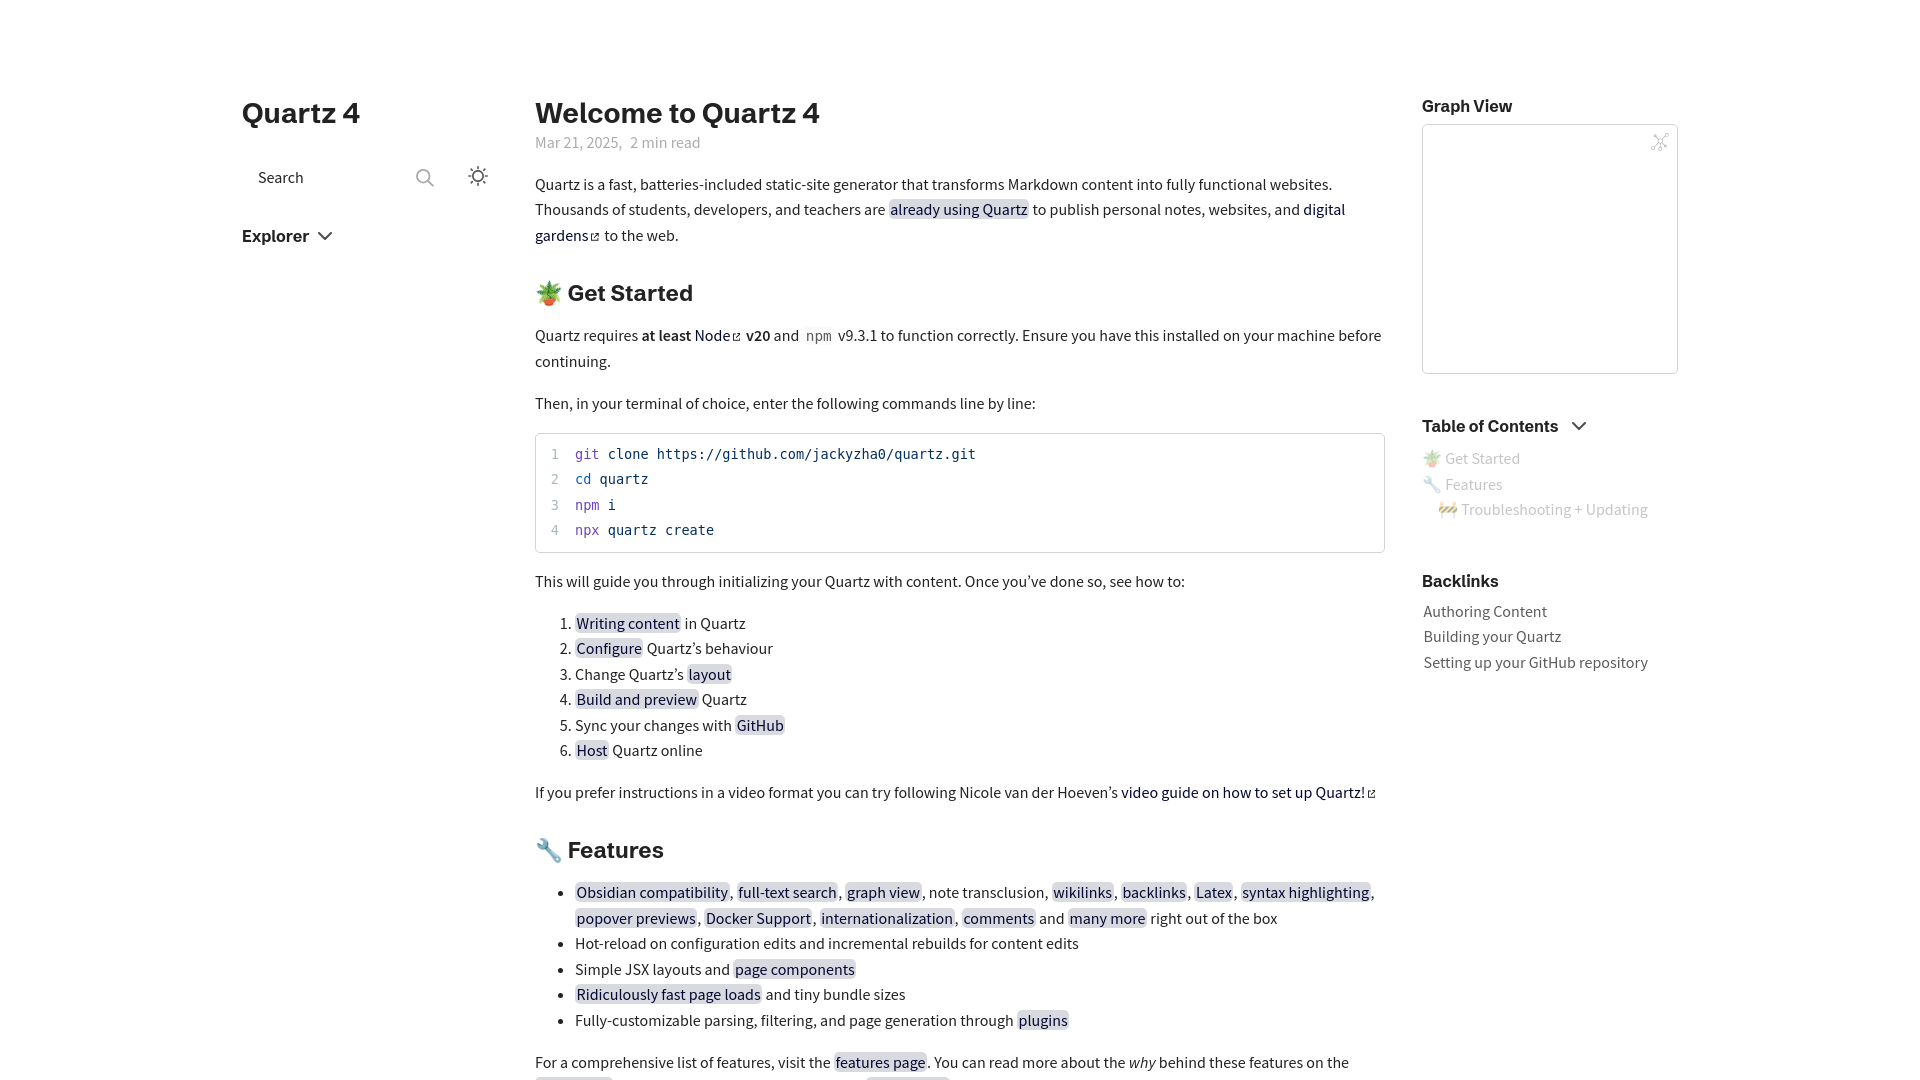 Quartz 4
Search
Explorer
Welcome to Quartz 4
Mar 21, 2025, 2 min read
Quartz is a fast, batteries-included static-site generator that transforms Markdown content into fully functional websites.
Thousands of students, developers, and teachers are already using Quartz to publish personal notes, websites, and digital
gardens to the web.
🪴 Get Started
Quartz requires at least Node v20 and npm v9.3.1 to function correctly. Ensure you have this installed on your machine before
continuing.
Then, in your terminal of choice, enter the following commands line by line:
1 git clone https://github.com/jackyzha0/quartz.git
2 cd quartz
3 npm i
4 npx quartz create
This will guide you through initializing your Quartz with content. Once you’ve done so, see how to:
1. Writing content in Quartz
2. Configure Quartz’s behaviour
3. Change Quartz’s layout
4. Build and preview Quartz
5. Sync your changes with GitHub
6. Host Quartz online
If you prefer instructions in a video format you can try following Nicole van der Hoeven’s video guide on how to set up Quartz!
🔧 Features
• Obsidian compatibility, full-text search, graph view, note transclusion, wikilinks, backlinks, Latex, syntax highlighting,
popover previews, Docker Support, internationalization, comments and many more right out of the box
• Hot-reload on configuration edits and incremental rebuilds for content edits
• Simple JSX layouts and page components
• Ridiculously fast page loads and tiny bundle sizes
• Fully-customizable parsing, filtering, and page generation through plugins
For a comprehensive list of features, visit the features page. You can read more about the why behind these features on the
Graph View
Table of Contents
🪴 Get Started
🔧 Features
🚧 Troubleshooting + Updating
Backlinks
Authoring Content
Building your Quartz
Setting up your GitHub repository